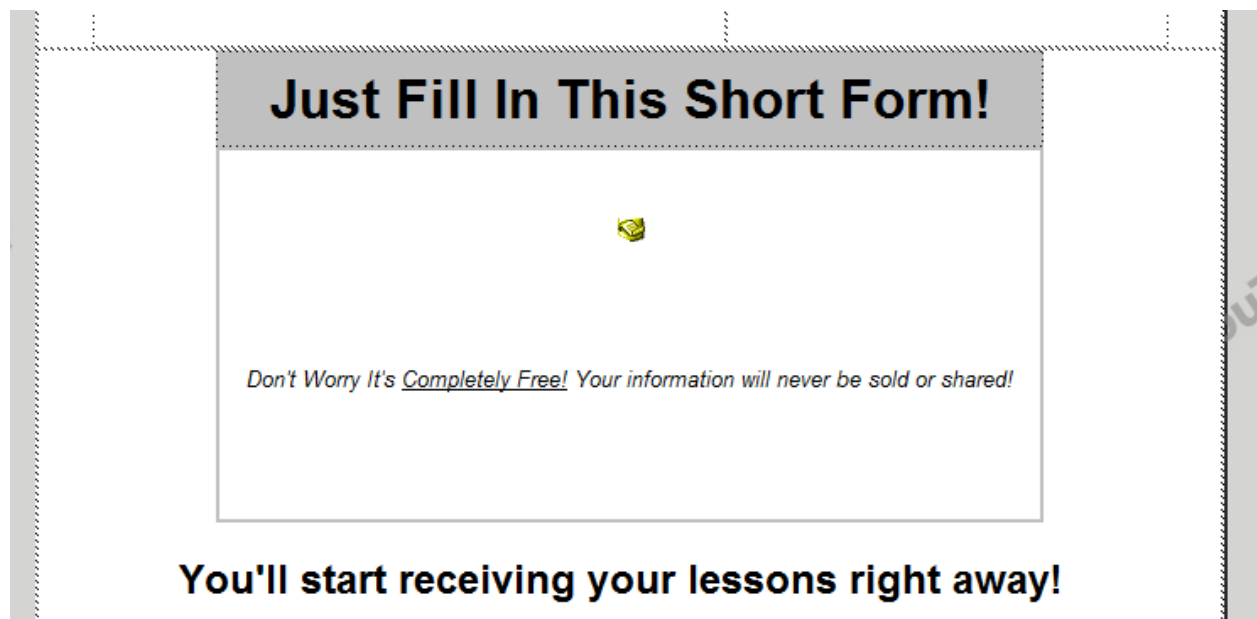 Just Fill In This Short Form!
Don't Worry It's Completely Free! Your information will never be sold or shared!
You'll start receiving your lessons right away!